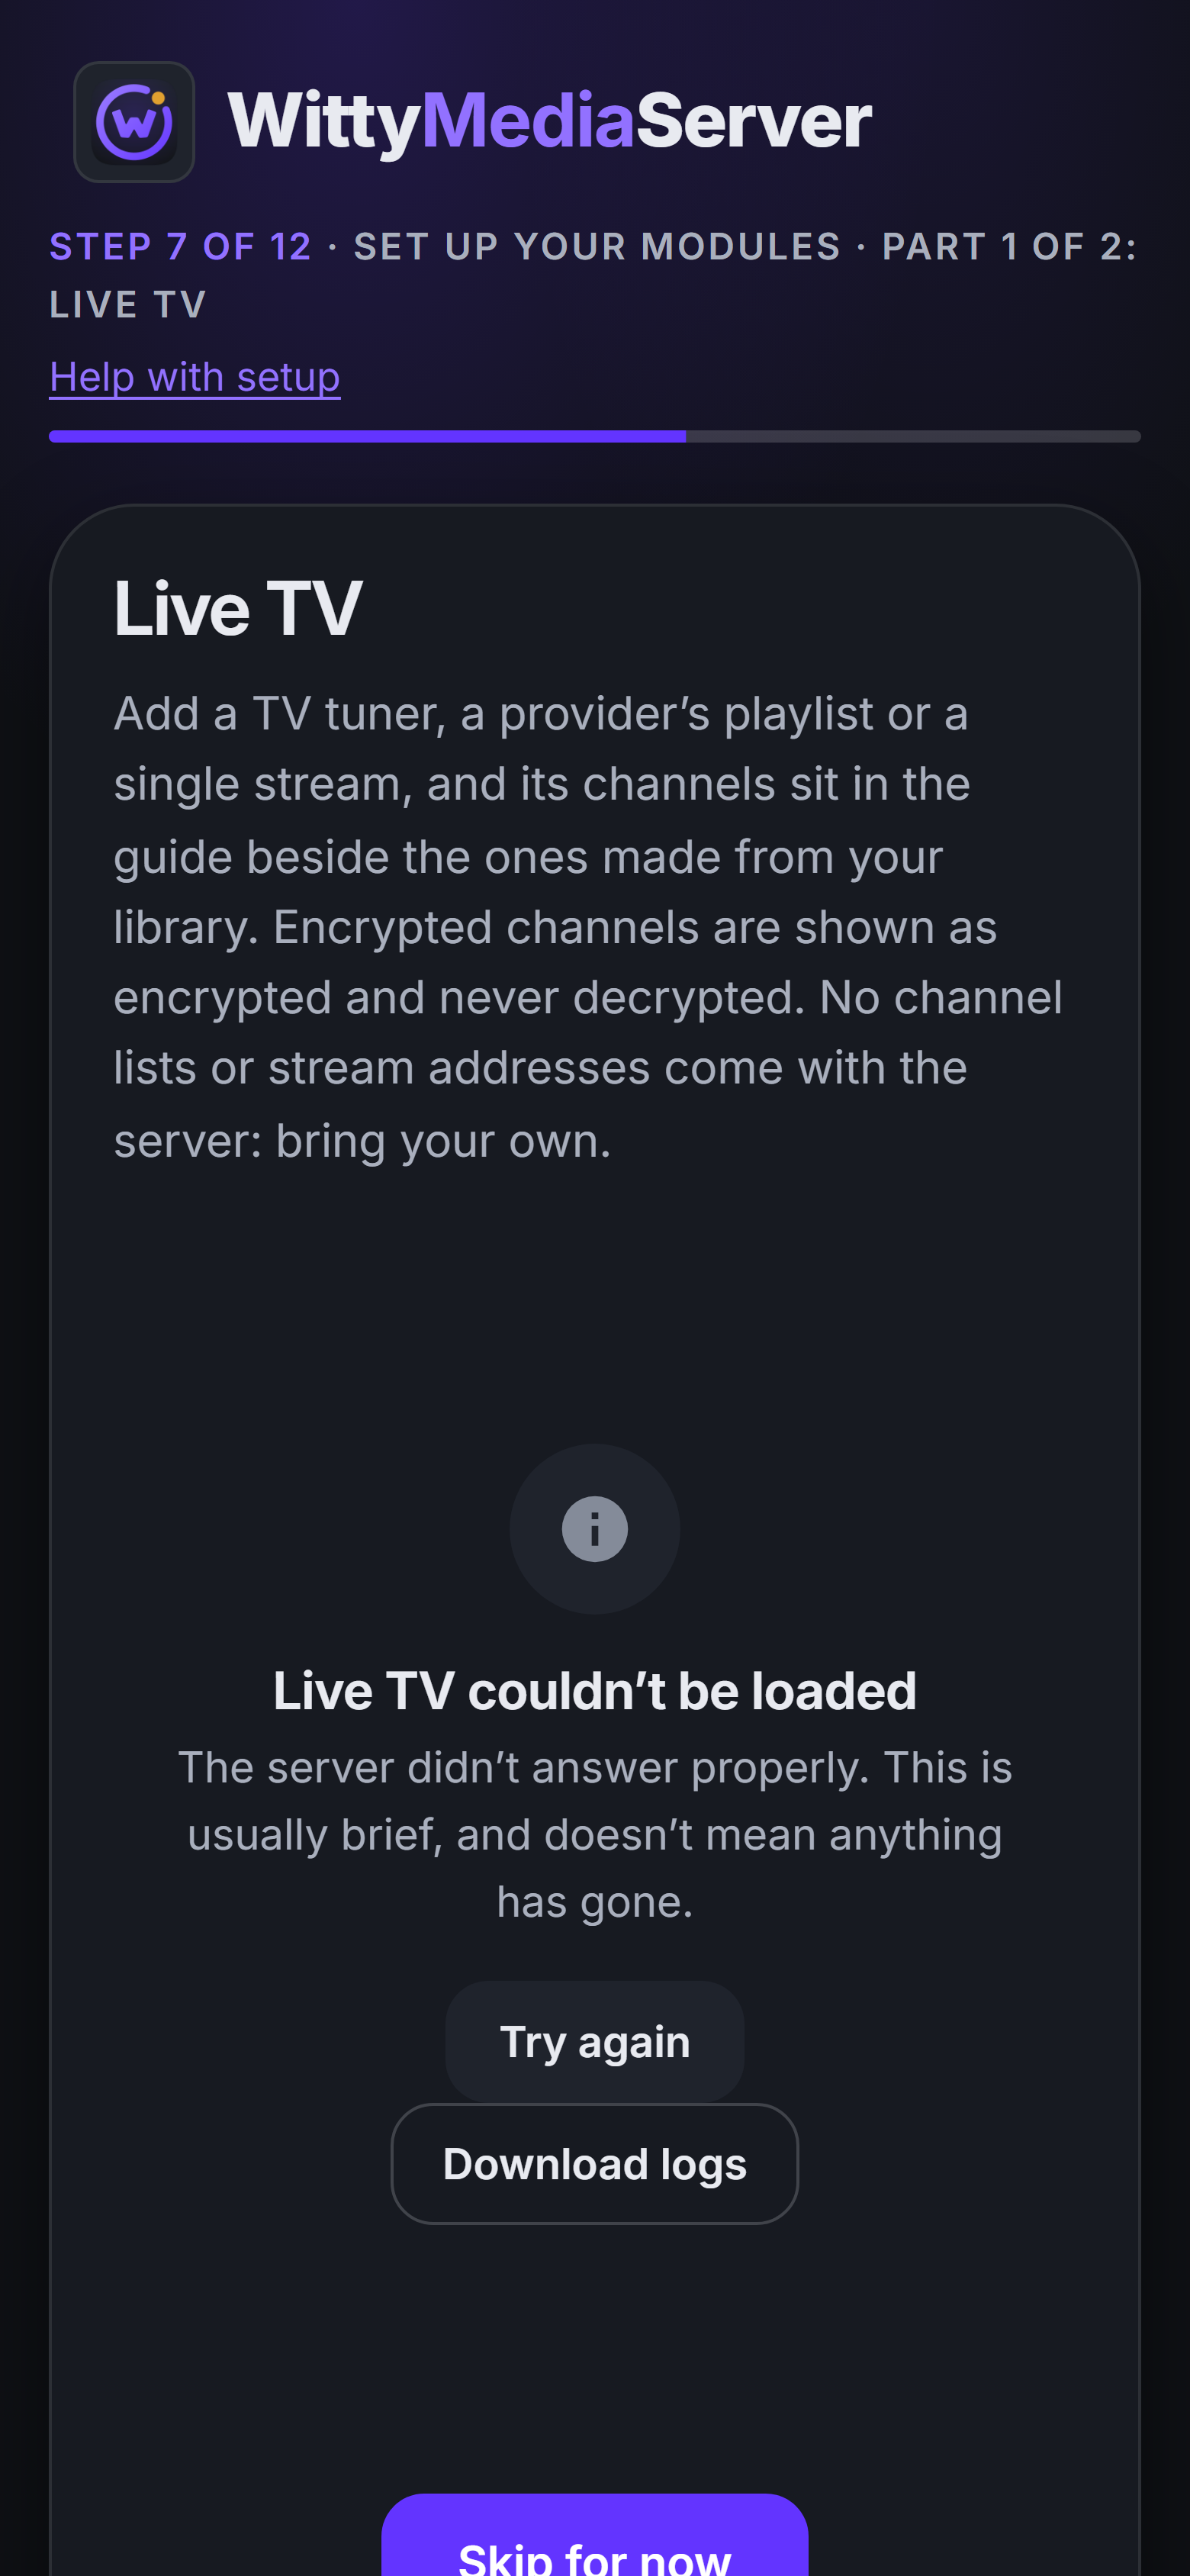 WittyMediaServer
STEP 7 OF 12 · SET UP YOUR MODULES · PART 1 OF 2:
LIVE TV
Help with setup
Live TV
Add a TV tuner, a provider’s playlist or a
single stream, and its channels sit in the
guide beside the ones made from your
library. Encrypted channels are shown as
encrypted and never decrypted. No channel
lists or stream addresses come with the
server: bring your own.
Live TV couldn’t be loaded
The server didn’t answer properly. This is
usually brief, and doesn’t mean anything
has gone.
Try again
Download logs
Skip for now